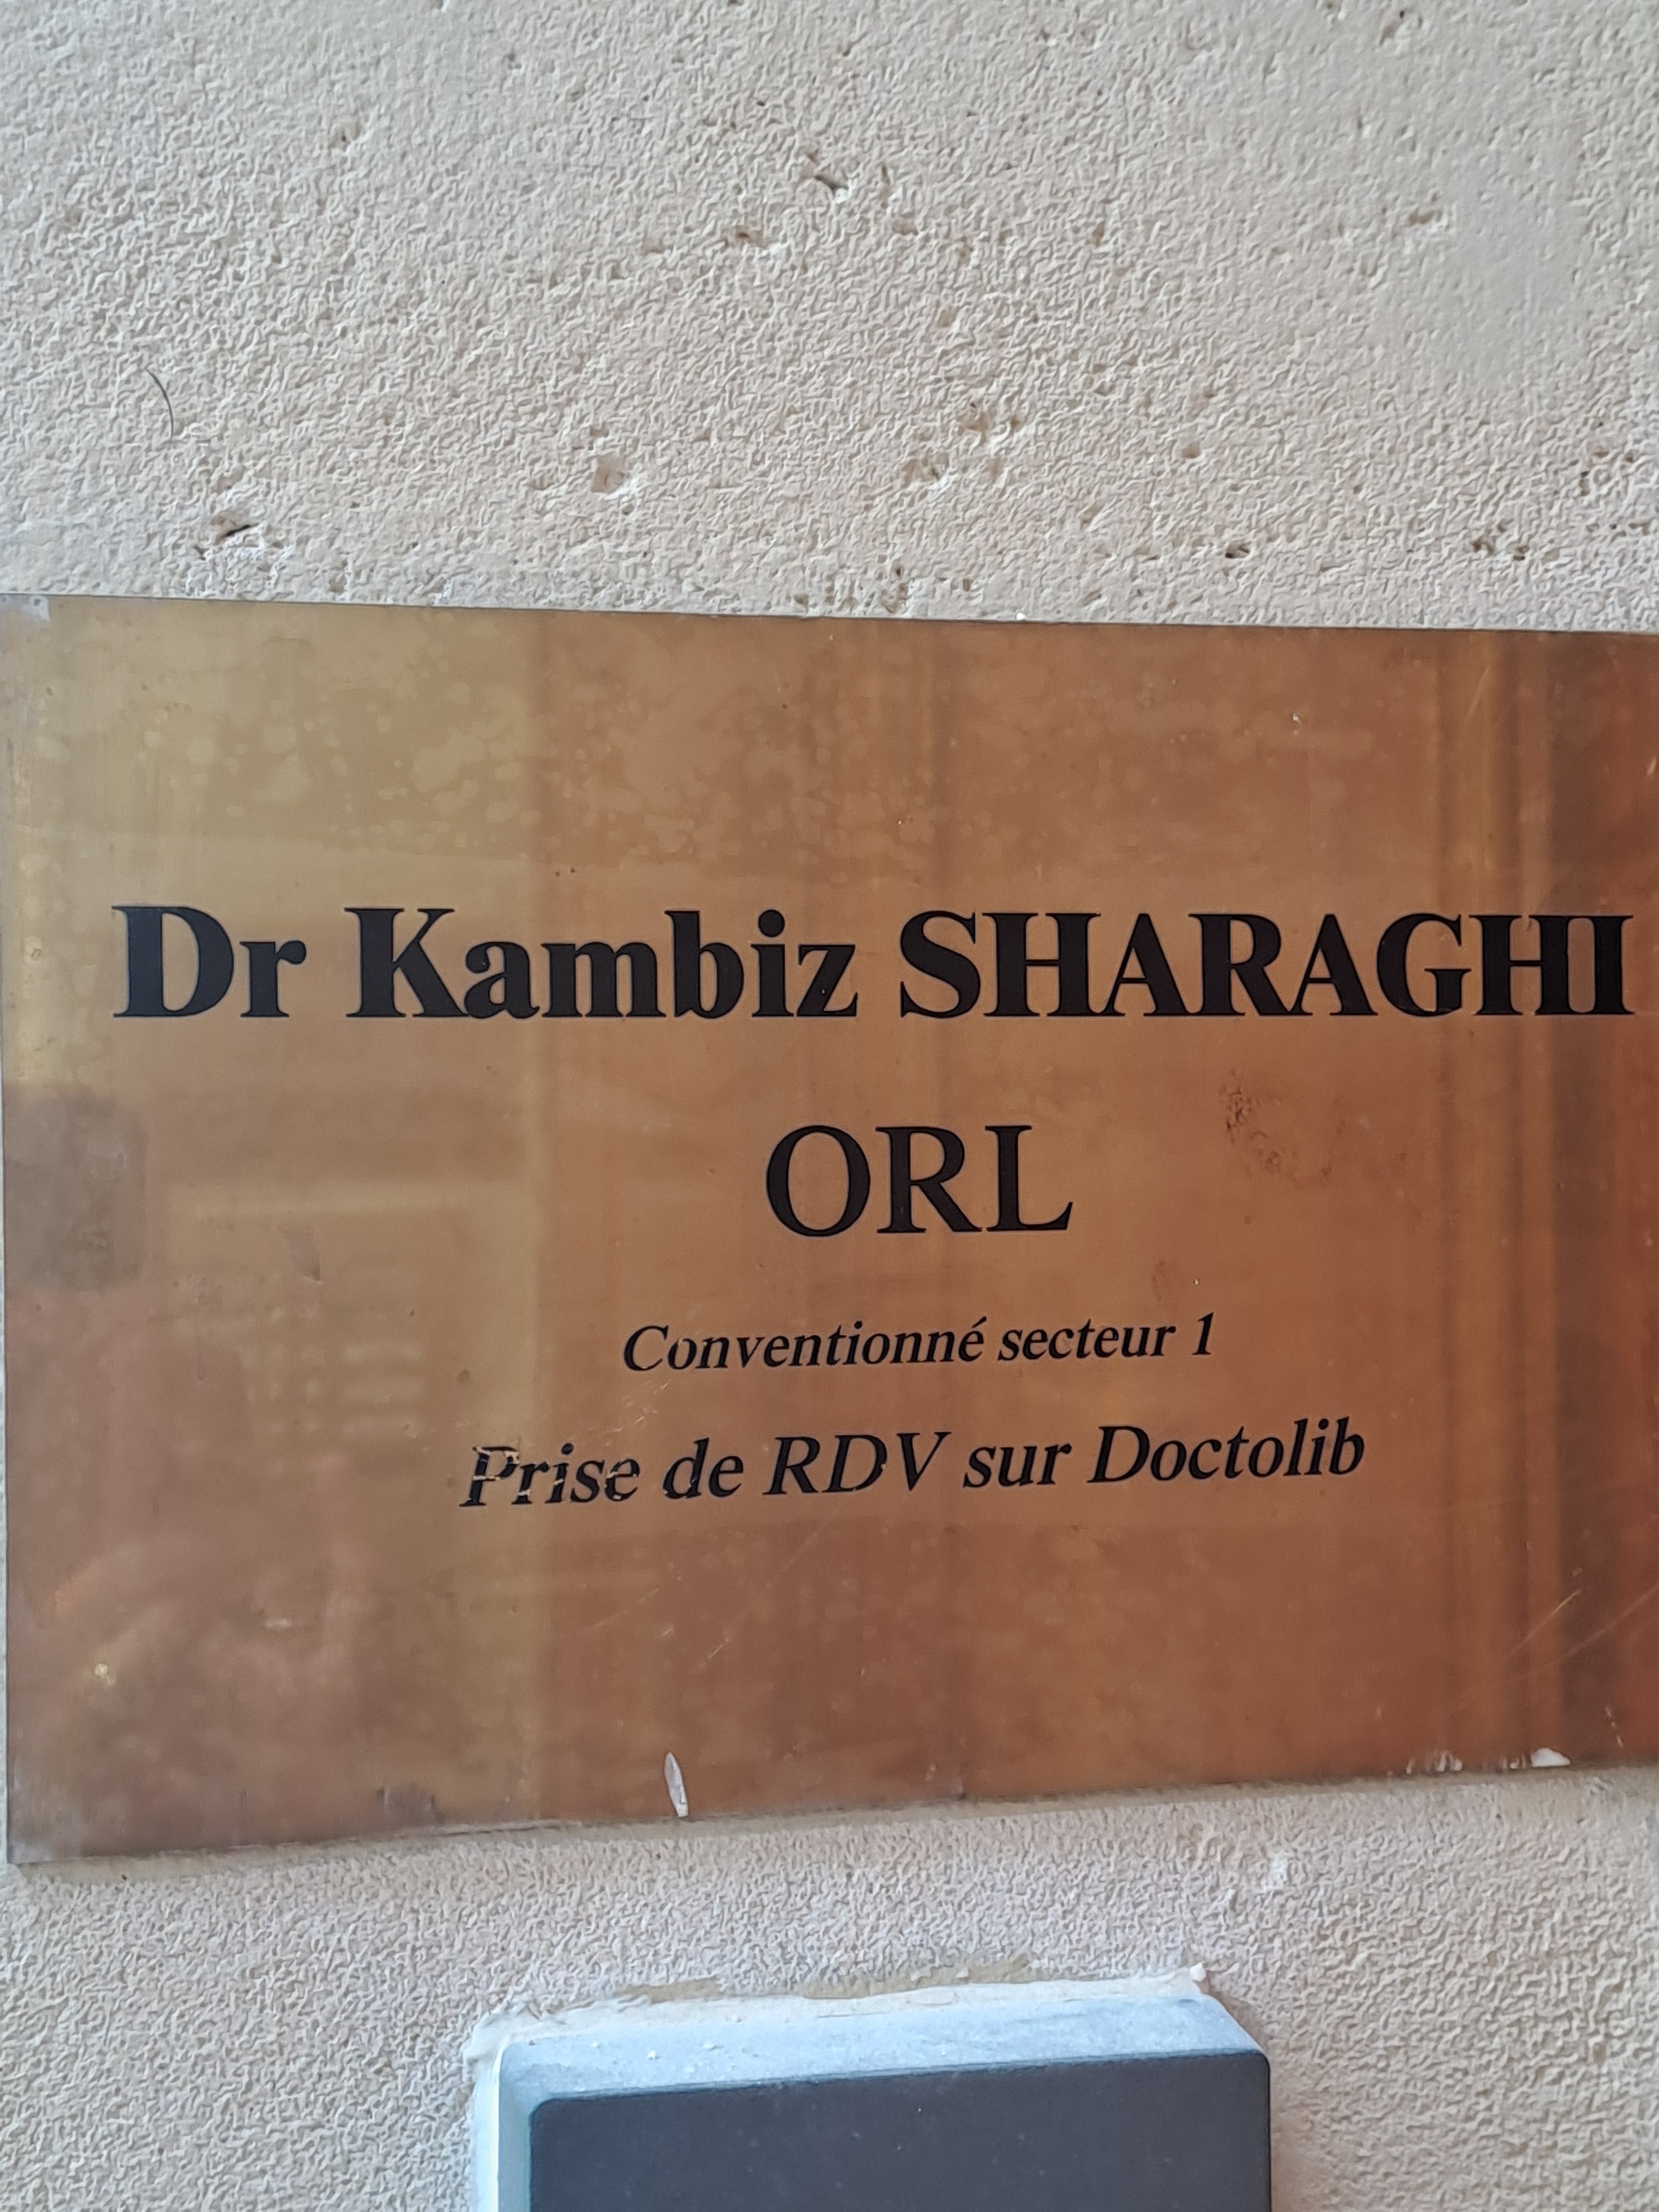 Dr Kambiz SHARAGHI
ORL
Conventionné secteur 1
Prise de RDV sur Doctolib